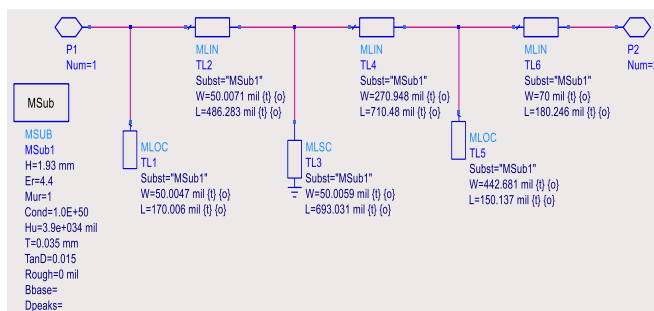 P1
Num=1
MLIN
TL2
Subst="MSub1"
W=50.0071 mil {t} {o}
L=486.283 mil {t} {o}
MLIN
TL4
Subst="MSub1"
W=270.948 mil {t} {o}
L=710.48 mil {t} {o}
MLIN
TL6
Subst="MSub1"
W=70 mil {t} {o}
L=180.246 mil {t} {o}
P2
MSub
MSUB
MSub1
H=1.93 mm
Er=4.4
Mur=1
Cond=1.0E+50
Hu=3.9e+034 mil
T=0.035 mm
TanD=0.015
Rough=0 mil
Bbase=
Dpeaks=
MLOC
TL1
Subst="MSub1"
W=50.0047 mil {t} {o}
L=170.006 mil {t} {o}
MLSC
TL3
Subst="MSub1"
W=50.0059 mil {t} {o}
L=693.031 mil {t} {o}
MLOC
TL5
Subst="MSub1"
W=442.681 mil {t} {o}
L=150.137 mil {t} {o}